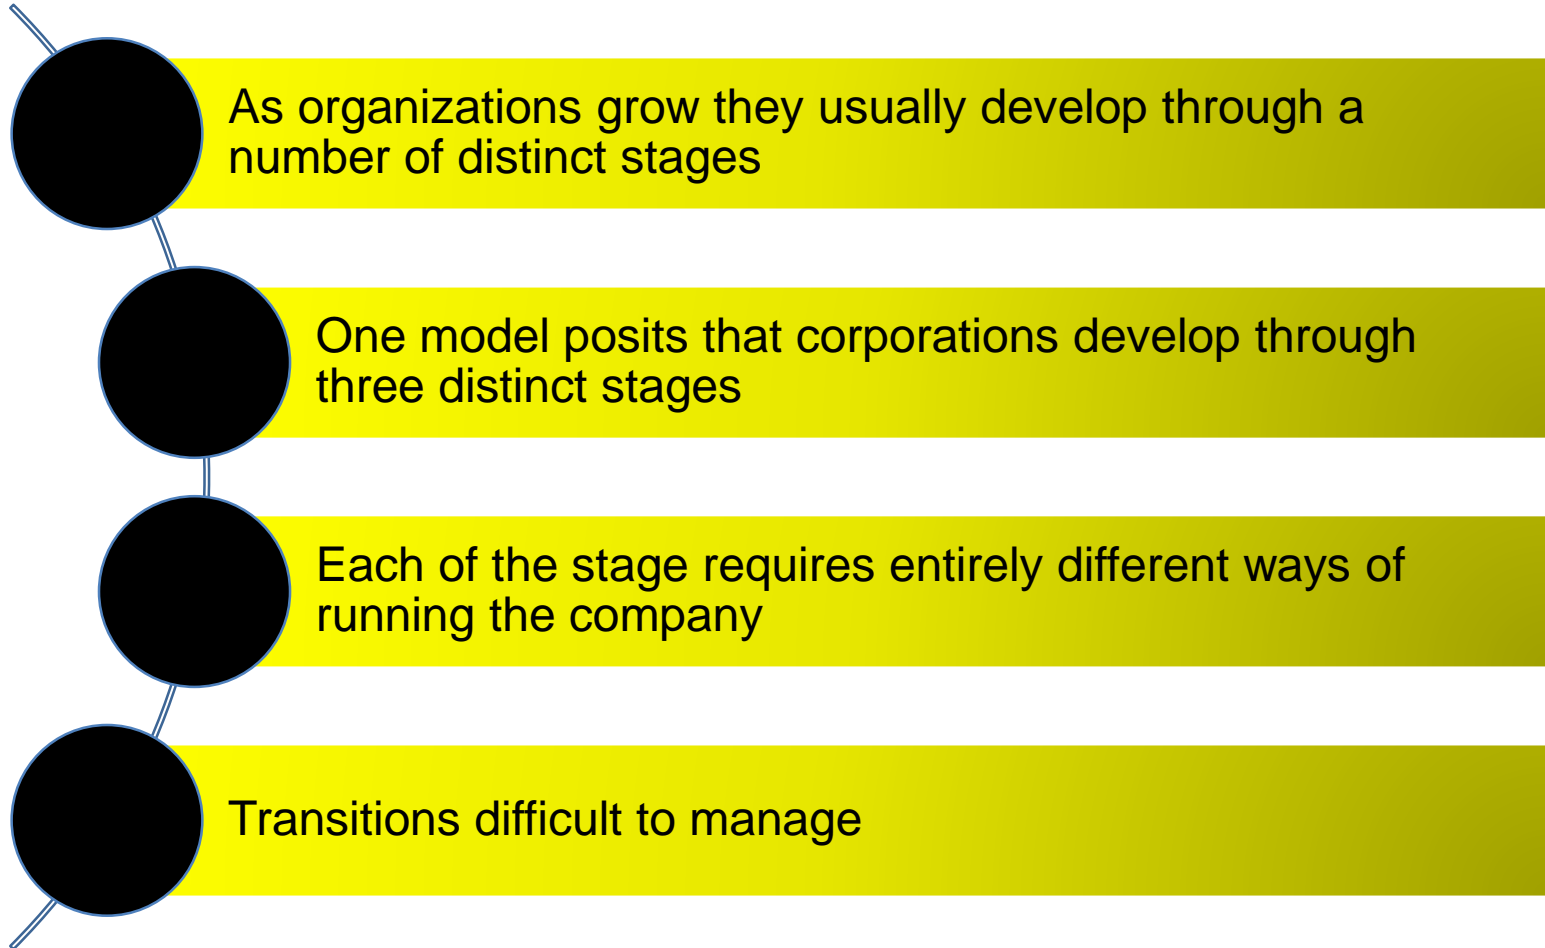 As organizations grow they usually develop through a
number of distinct stages
One model posits that corporations develop through
three distinct stages
Each of the stage requires entirely different ways of
running the company
Transitions difficult to manage